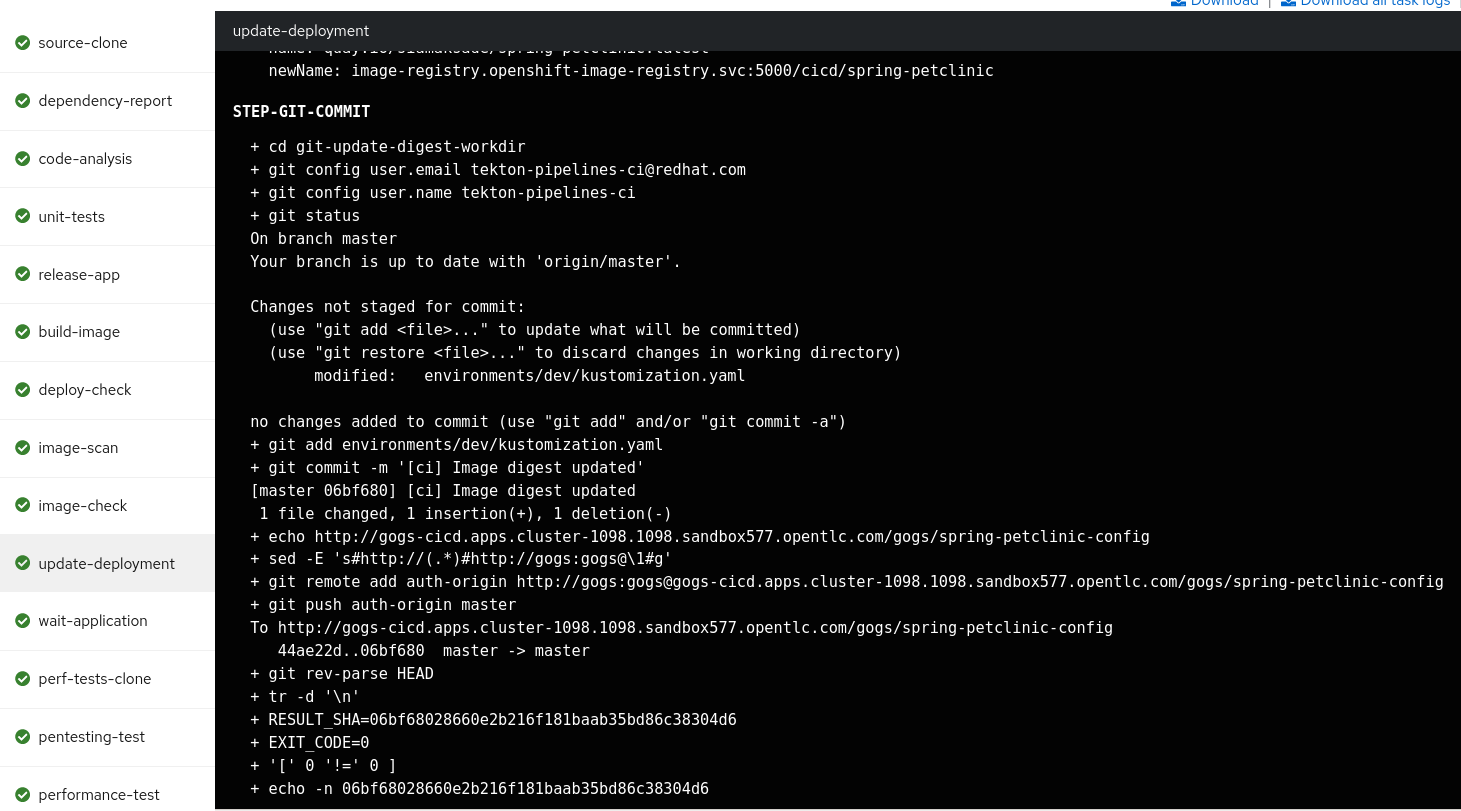 Download | Download all task logs
source-clone
dependency-report
code-analysis
unit-tests
release-app
build-image
deploy-check
image-scan
image-check
update-deployment
wait-application
perf-tests-clone
pentesting-test
performance-test
update-deployment
newName: image-registry.openshift-image-registry.svc:5000/cicd/spring-petclinic
STEP-GIT-COMMIT
+ cd git-update-digest-workdir
+ git config user.email tekton-pipelines-ci@redhat.com
+ git config user.name tekton-pipelines-ci
+ git status
On branch master
Your branch is up to date with 'origin/master'.
Changes not staged for commit:
(use "git add <file>..." to update what will be committed)
(use "git restore <file>..." to discard changes in working directory)
modified:   environments/dev/kustomization.yaml
no changes added to commit (use "git add" and/or "git commit -a")
+ git add environments/dev/kustomization.yaml
+ git commit -m '[ci] Image digest updated'
[master 06bf680] [ci] Image digest updated
1 file changed, 1 insertion(+), 1 deletion(-)
+ echo http://gogs-cicd.apps.cluster-1098.1098.sandbox577.opentlc.com/gogs/spring-petclinic-config
+ sed -E 's#http://(.*)#http://gogs:gogs@\1#g'
+ git remote add auth-origin http://gogs:gogs@gogs-cicd.apps.cluster-1098.1098.sandbox577.opentlc.com/gogs/spring-petclinic-config
+ git push auth-origin master
To http://gogs-cicd.apps.cluster-1098.1098.sandbox577.opentlc.com/gogs/spring-petclinic-config
44ae22d..06bf680  master -> master
+ git rev-parse HEAD
+ tr -d '\n'
+ RESULT_SHA=06bf68028660e2b216f181baab35bd86c38304d6
+ EXIT_CODE=0
+ '[' 0 '!=' 0 ]
+ echo -n 06bf68028660e2b216f181baab35bd86c38304d6